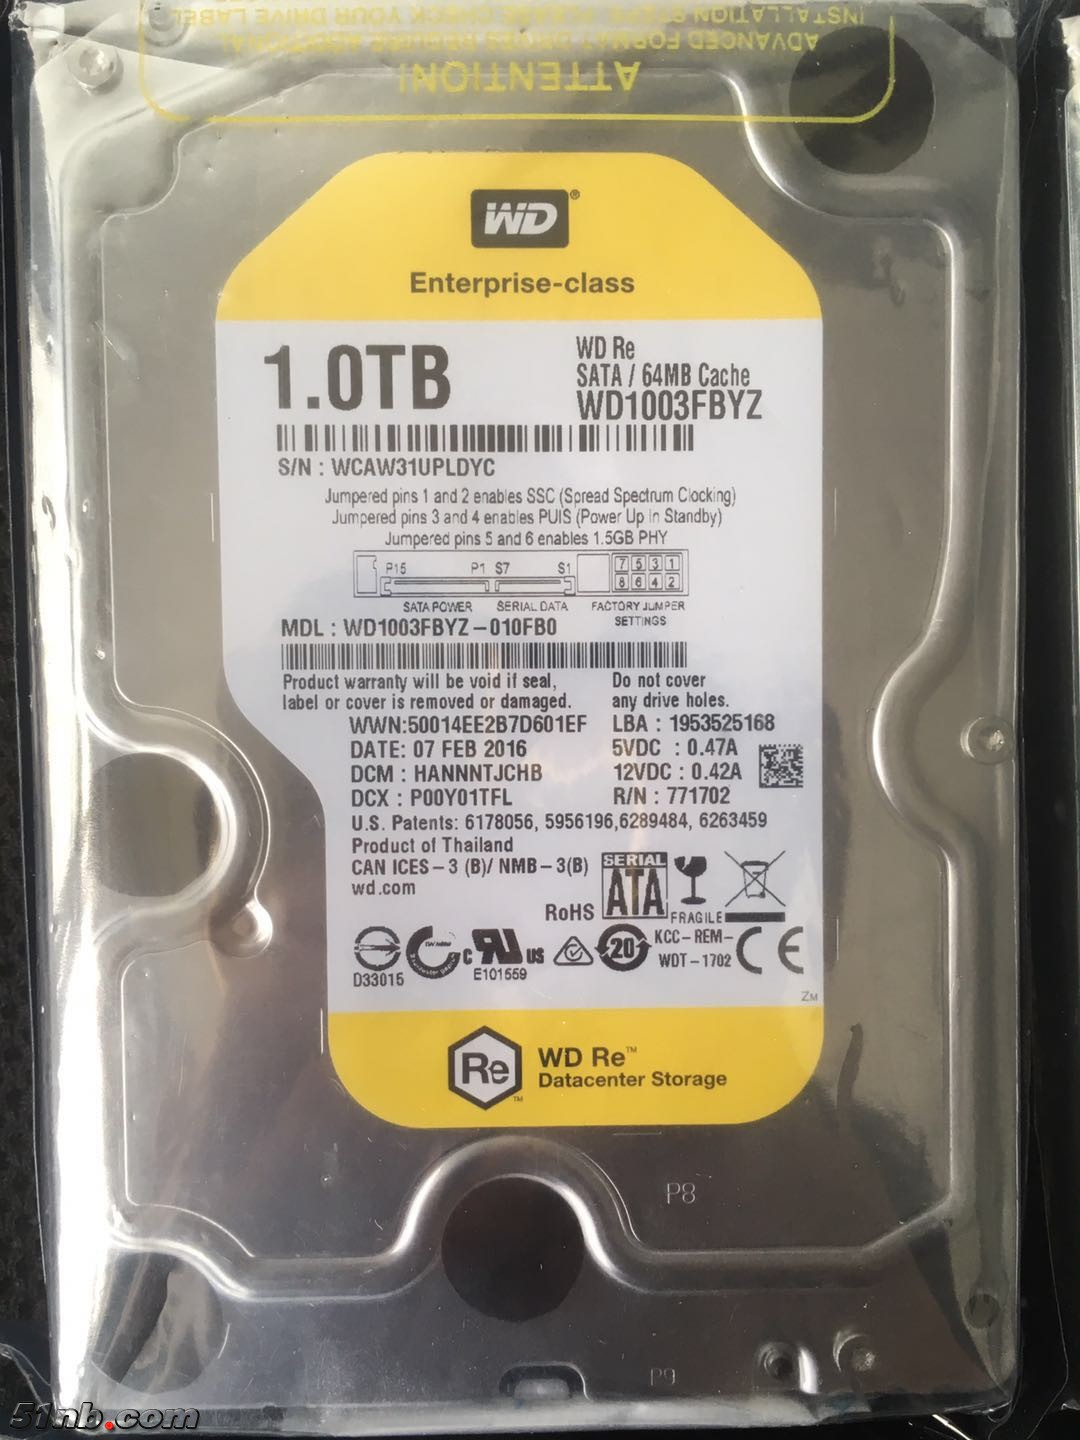 INSTALLATION STEPS. PLEASE CHECK YOUR DRIVE LABEL
ADVANCED FORMAT DRIVES REQUIRE ADDITIONAL
ATTENTION!
WD®
Enterprise-class
1.0TB
WD Re
SATA / 64MB Cache
WD1003FBYZ
S/N : WCAW31UPLDYC
Jumpered pins 1 and 2 enables SSC (Spread Spectrum Clocking)
Jumpered pins 3 and 4 enables PUIS (Power Up in Standby)
Jumpered pins 5 and 6 enables 1.5GB PHY
P15 P1 S7 S1 7 5 3 1
8 6 4 2
SATA POWER SERIAL DATA FACTORY JUMPER
SETTINGS
MDL : WD1003FBYZ-010FB0
Product warranty will be void if seal,
label or cover is removed or damaged.
Do not cover
any drive holes.
WWN:50014EE2B7D601EF
DATE: 07 FEB 2016
DCM : HANNNTJCHB
DCX : P00Y01TFL
LBA : 1953525168
5VDC : 0.47A
12VDC : 0.42A
R/N : 771702
U.S. Patents: 6178056, 5956196,6289484, 6263459
Product of Thailand
CAN ICES-3 (B)/ NMB-3(B)
wd.com
RoHS
SERIAL
ATA
FRAGILE
D33015
c RU US
E101559
20
KCC-REM-
WDT-1702
CE
ZM
Re™
WD Re™
Datacenter Storage
P8
P9
51nb.com